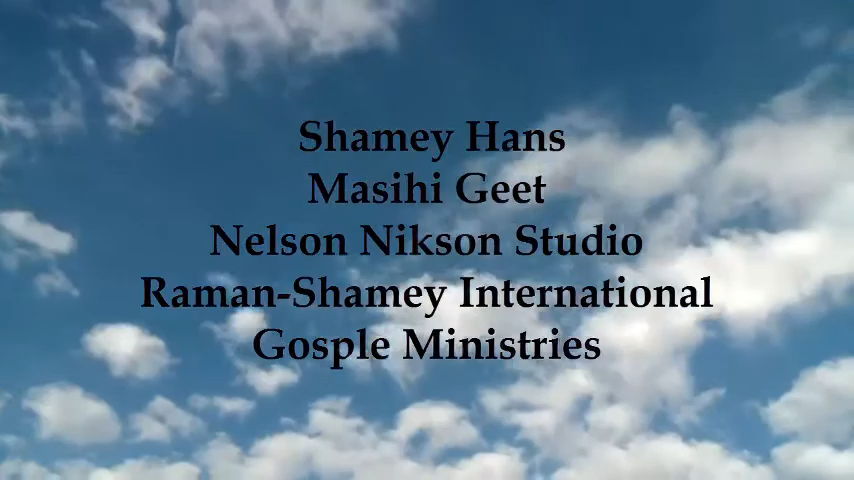 Shamey Hans
Masihi Geet
Nelson Nikson Studio
Raman-Shamey International
Gosple Ministries